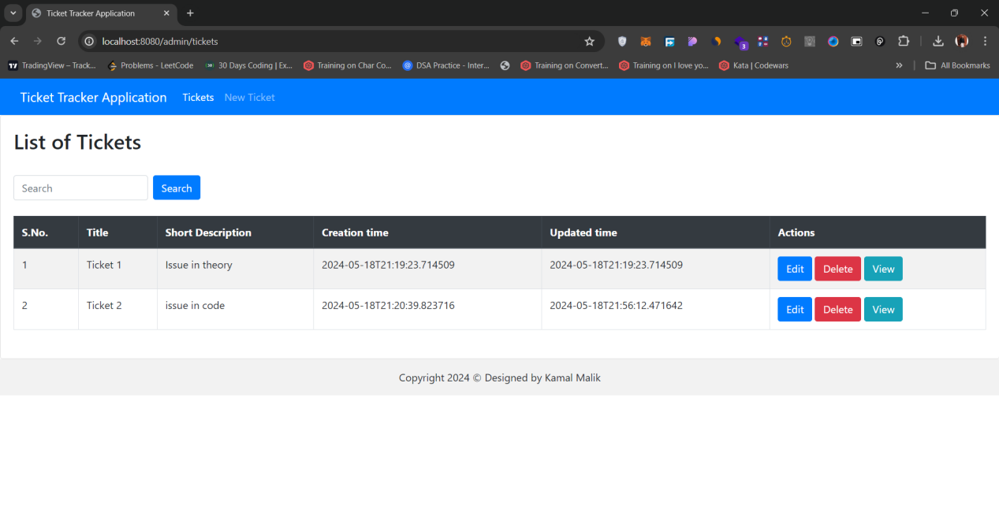 Ticket Tracker Application
localhost:8080/admin/tickets
3
TradingView – Track... Problems - LeetCode 30 Days Coding | Ex... Training on Char Co... DSA Practice - Inter... Training on Convert... Training on I love yo... Kata | Codewars » All Bookmarks
Ticket Tracker Application Tickets New Ticket
List of Tickets
Search Search
S.No. Title Short Description Creation time Updated time Actions
1 Ticket 1 Issue in theory 2024-05-18T21:19:23.714509 2024-05-18T21:19:23.714509 Edit Delete View
2 Ticket 2 issue in code 2024-05-18T21:20:39.823716 2024-05-18T21:56:12.471642 Edit Delete View
Copyright 2024 © Designed by Kamal Malik